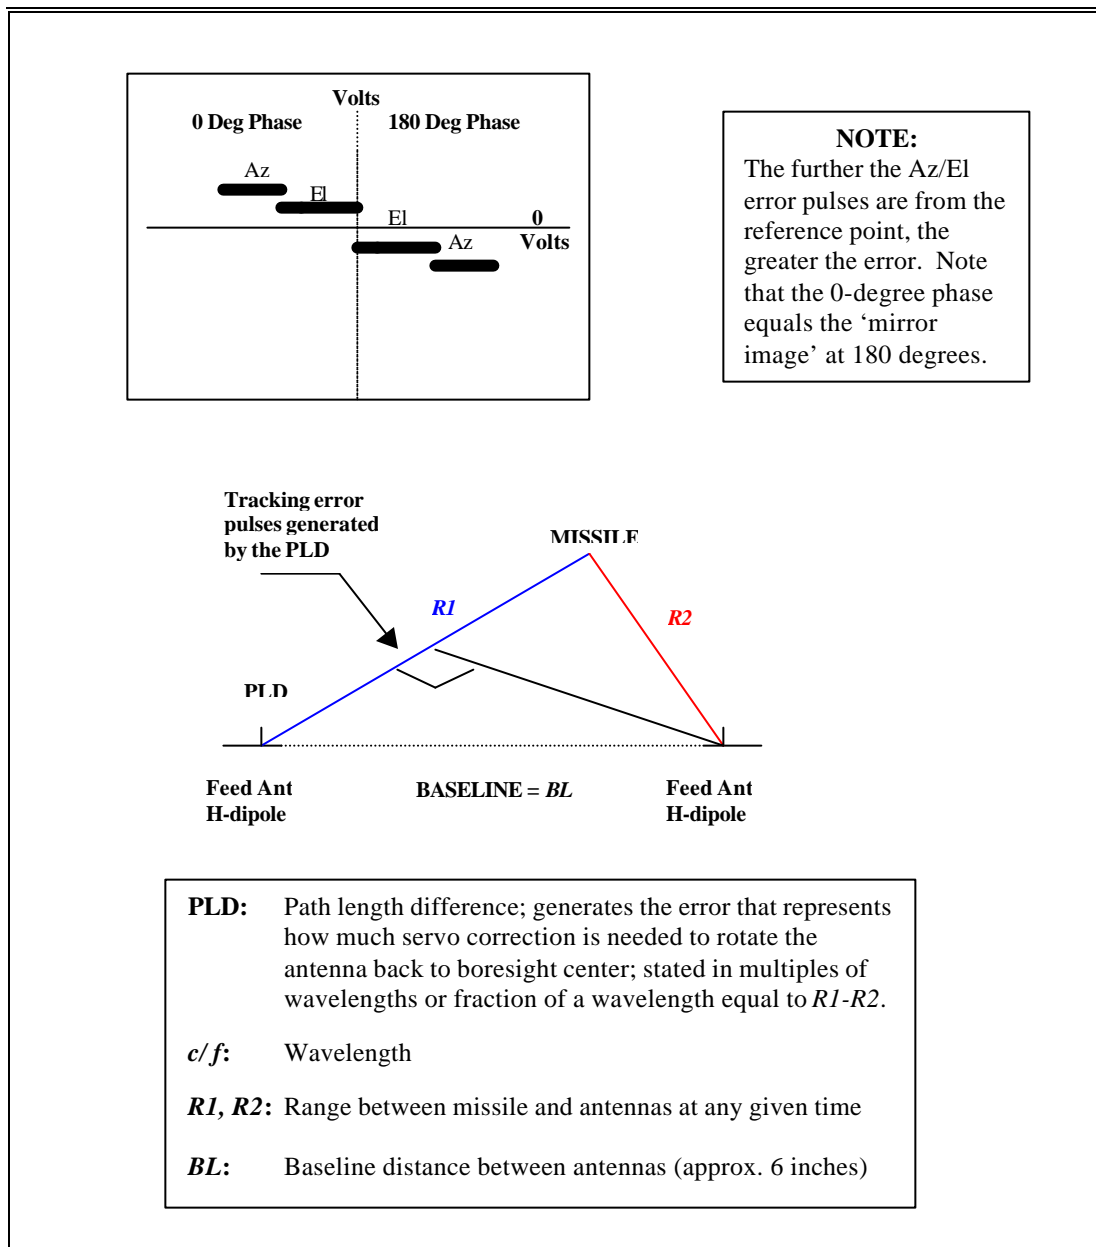 Volts
0 Deg Phase 180 Deg Phase
Az
El
El
Az
0
Volts
NOTE:
The further the Az/El
error pulses are from the
reference point, the
greater the error. Note
that the 0-degree phase
equals the ‘mirror
image’ at 180 degrees.
Tracking error
pulses generated
by the PLD
MISSILE
R1
R2
PLD
Feed Ant
H-dipole
BASELINE = BL
Feed Ant
H-dipole
PLD: Path length difference; generates the error that represents
how much servo correction is needed to rotate the
antenna back to boresight center; stated in multiples of
wavelengths or fraction of a wavelength equal to R1-R2.
c/f: Wavelength
R1, R2: Range between missile and antennas at any given time
BL: Baseline distance between antennas (approx. 6 inches)